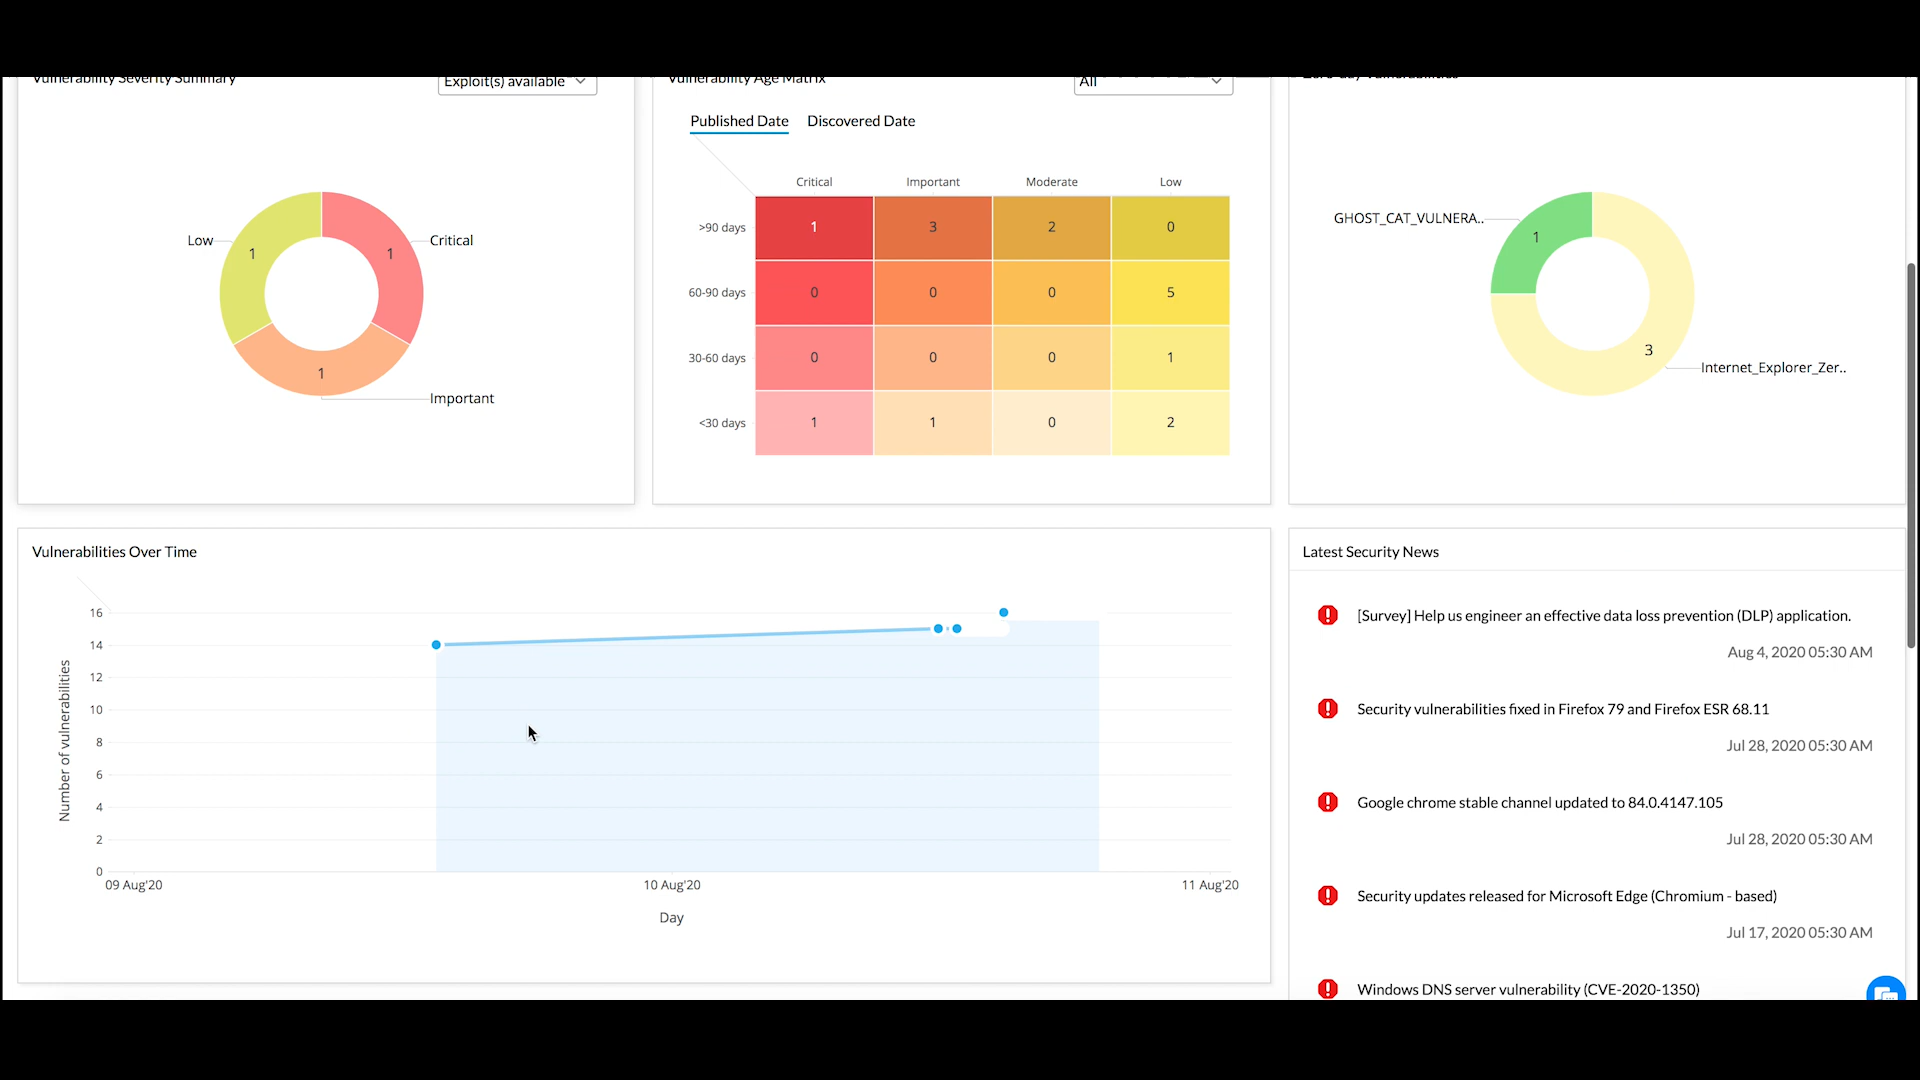 Vulnerability Severity Summary
Exploit(s) available
Low
1
1
Critical
1
Important
Vulnerability Age Matrix
All
Published Date
Discovered Date
Critical
Important
Moderate
Low
>90 days
1
3
2
0
60-90 days
0
0
0
5
30-60 days
0
0
0
1
<30 days
1
1
0
2
GHOST_CAT_VULNERA..
1
3
Internet_Explorer_Zer..
Vulnerabilities Over Time
Number of vulnerabilities
16
14
12
10
8
6
4
2
0
09 Aug'20
10 Aug'20
11 Aug'20
Day
Latest Security News
[Survey] Help us engineer an effective data loss prevention (DLP) application.
Aug 4, 2020 05:30 AM
Security vulnerabilities fixed in Firefox 79 and Firefox ESR 68.11
Jul 28, 2020 05:30 AM
Google chrome stable channel updated to 84.0.4147.105
Jul 28, 2020 05:30 AM
Security updates released for Microsoft Edge (Chromium - based)
Jul 17, 2020 05:30 AM
Windows DNS server vulnerability (CVE-2020-1350)